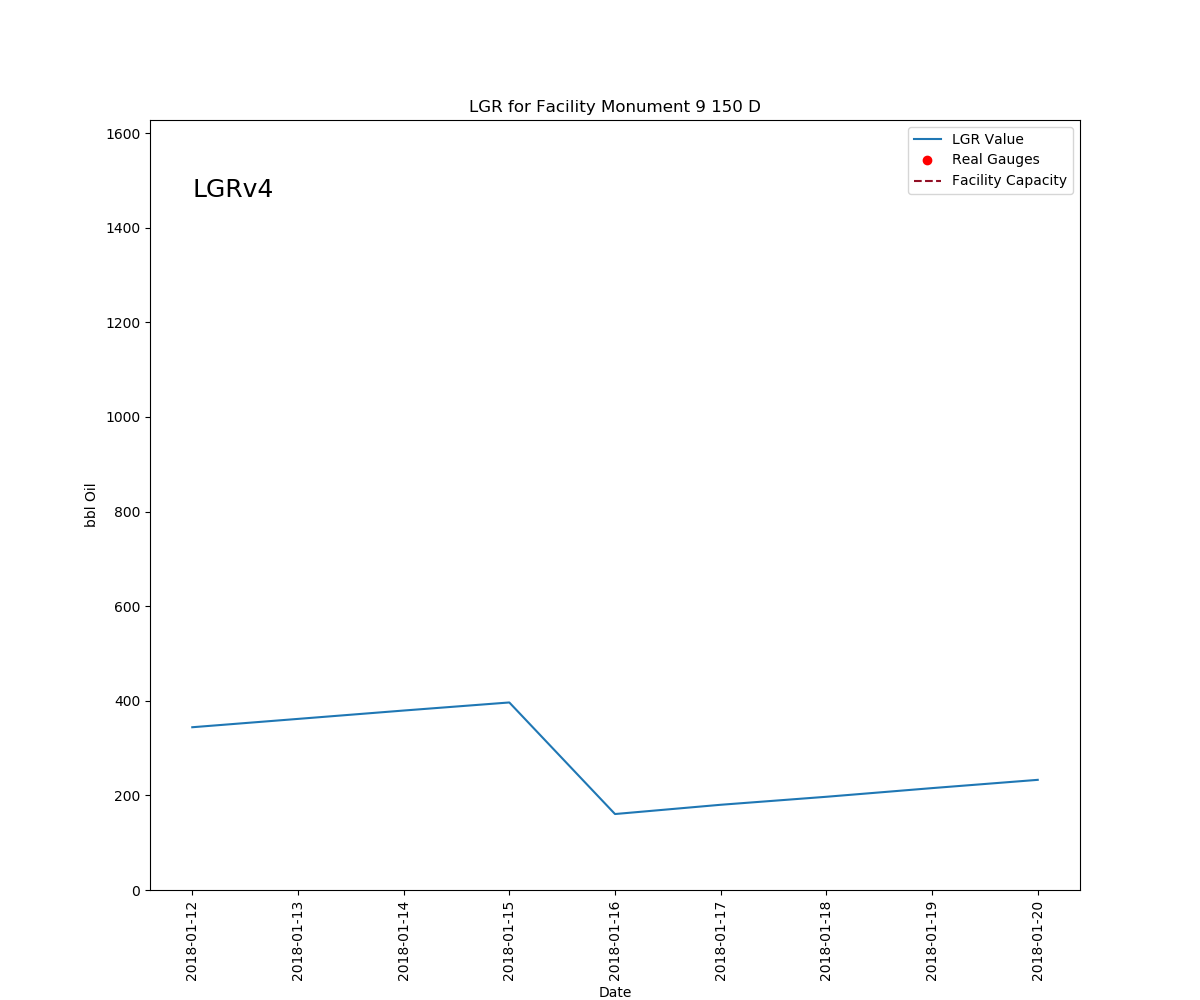 LGR for Facility Monument 9 150 D
LGRv4
LGR Value
Real Gauges
Facility Capacity
1600
1400
1200
1000
800
600
400
200
0
bbl Oil
2018-01-12
2018-01-13
2018-01-14
2018-01-15
2018-01-16
2018-01-17
2018-01-18
2018-01-19
2018-01-20
Date